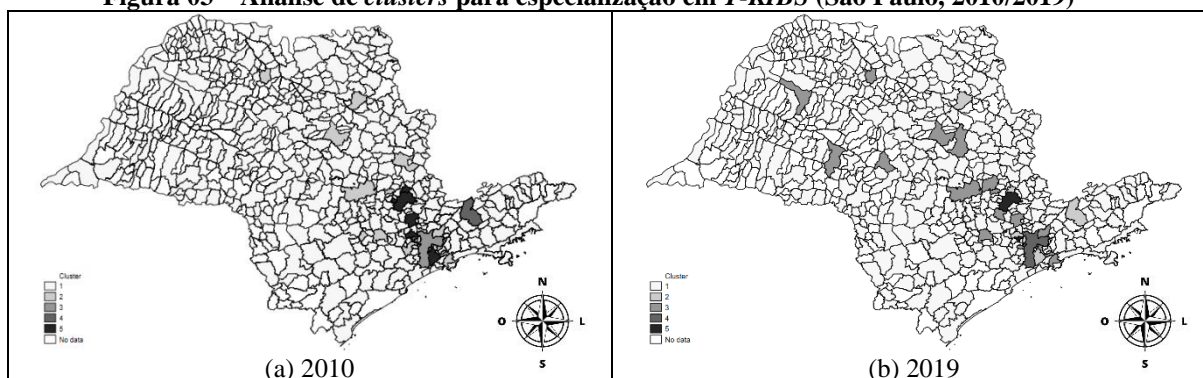 Figura 03 – Análise de clusters para especialização em T-KIBS (São Paulo, 2010/2019)
Cluster
1
2
3
4
5
No data
N
O
L
S
(a) 2010
Cluster
1
2
3
4
5
No data
N
O
L
S
(b) 2019